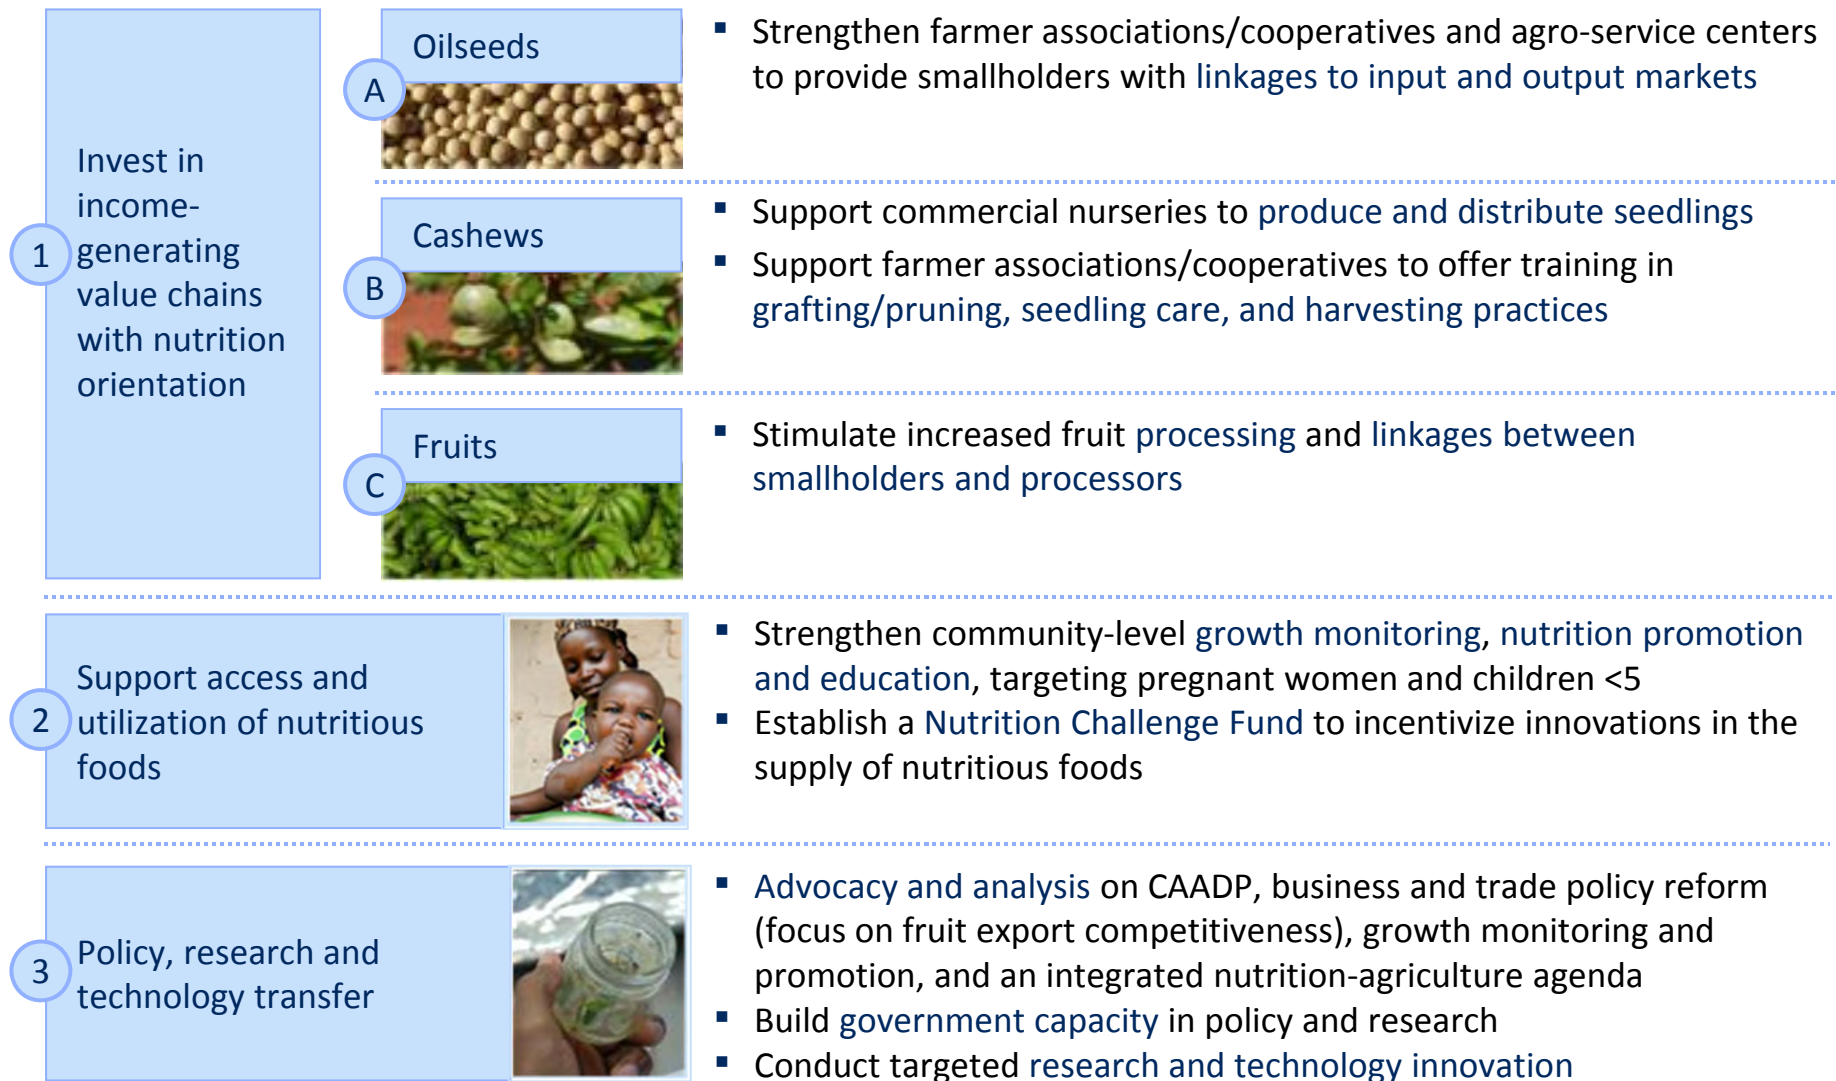 1
Invest in
income-
generating
value chains
with nutrition
orientation
A
Oilseeds
▪ Strengthen farmer associations/cooperatives and agro-service centers
to provide smallholders with linkages to input and output markets
B
Cashews
▪ Support commercial nurseries to produce and distribute seedlings
▪ Support farmer associations/cooperatives to offer training in
grafting/pruning, seedling care, and harvesting practices
C
Fruits
▪ Stimulate increased fruit processing and linkages between
smallholders and processors
2
Support access and
utilization of nutritious
foods
▪ Strengthen community-level growth monitoring, nutrition promotion
and education, targeting pregnant women and children <5
▪ Establish a Nutrition Challenge Fund to incentivize innovations in the
supply of nutritious foods
3
Policy, research and
technology transfer
▪ Advocacy and analysis on CAADP, business and trade policy reform
(focus on fruit export competitiveness), growth monitoring and
promotion, and an integrated nutrition-agriculture agenda
▪ Build government capacity in policy and research
▪ Conduct targeted research and technology innovation